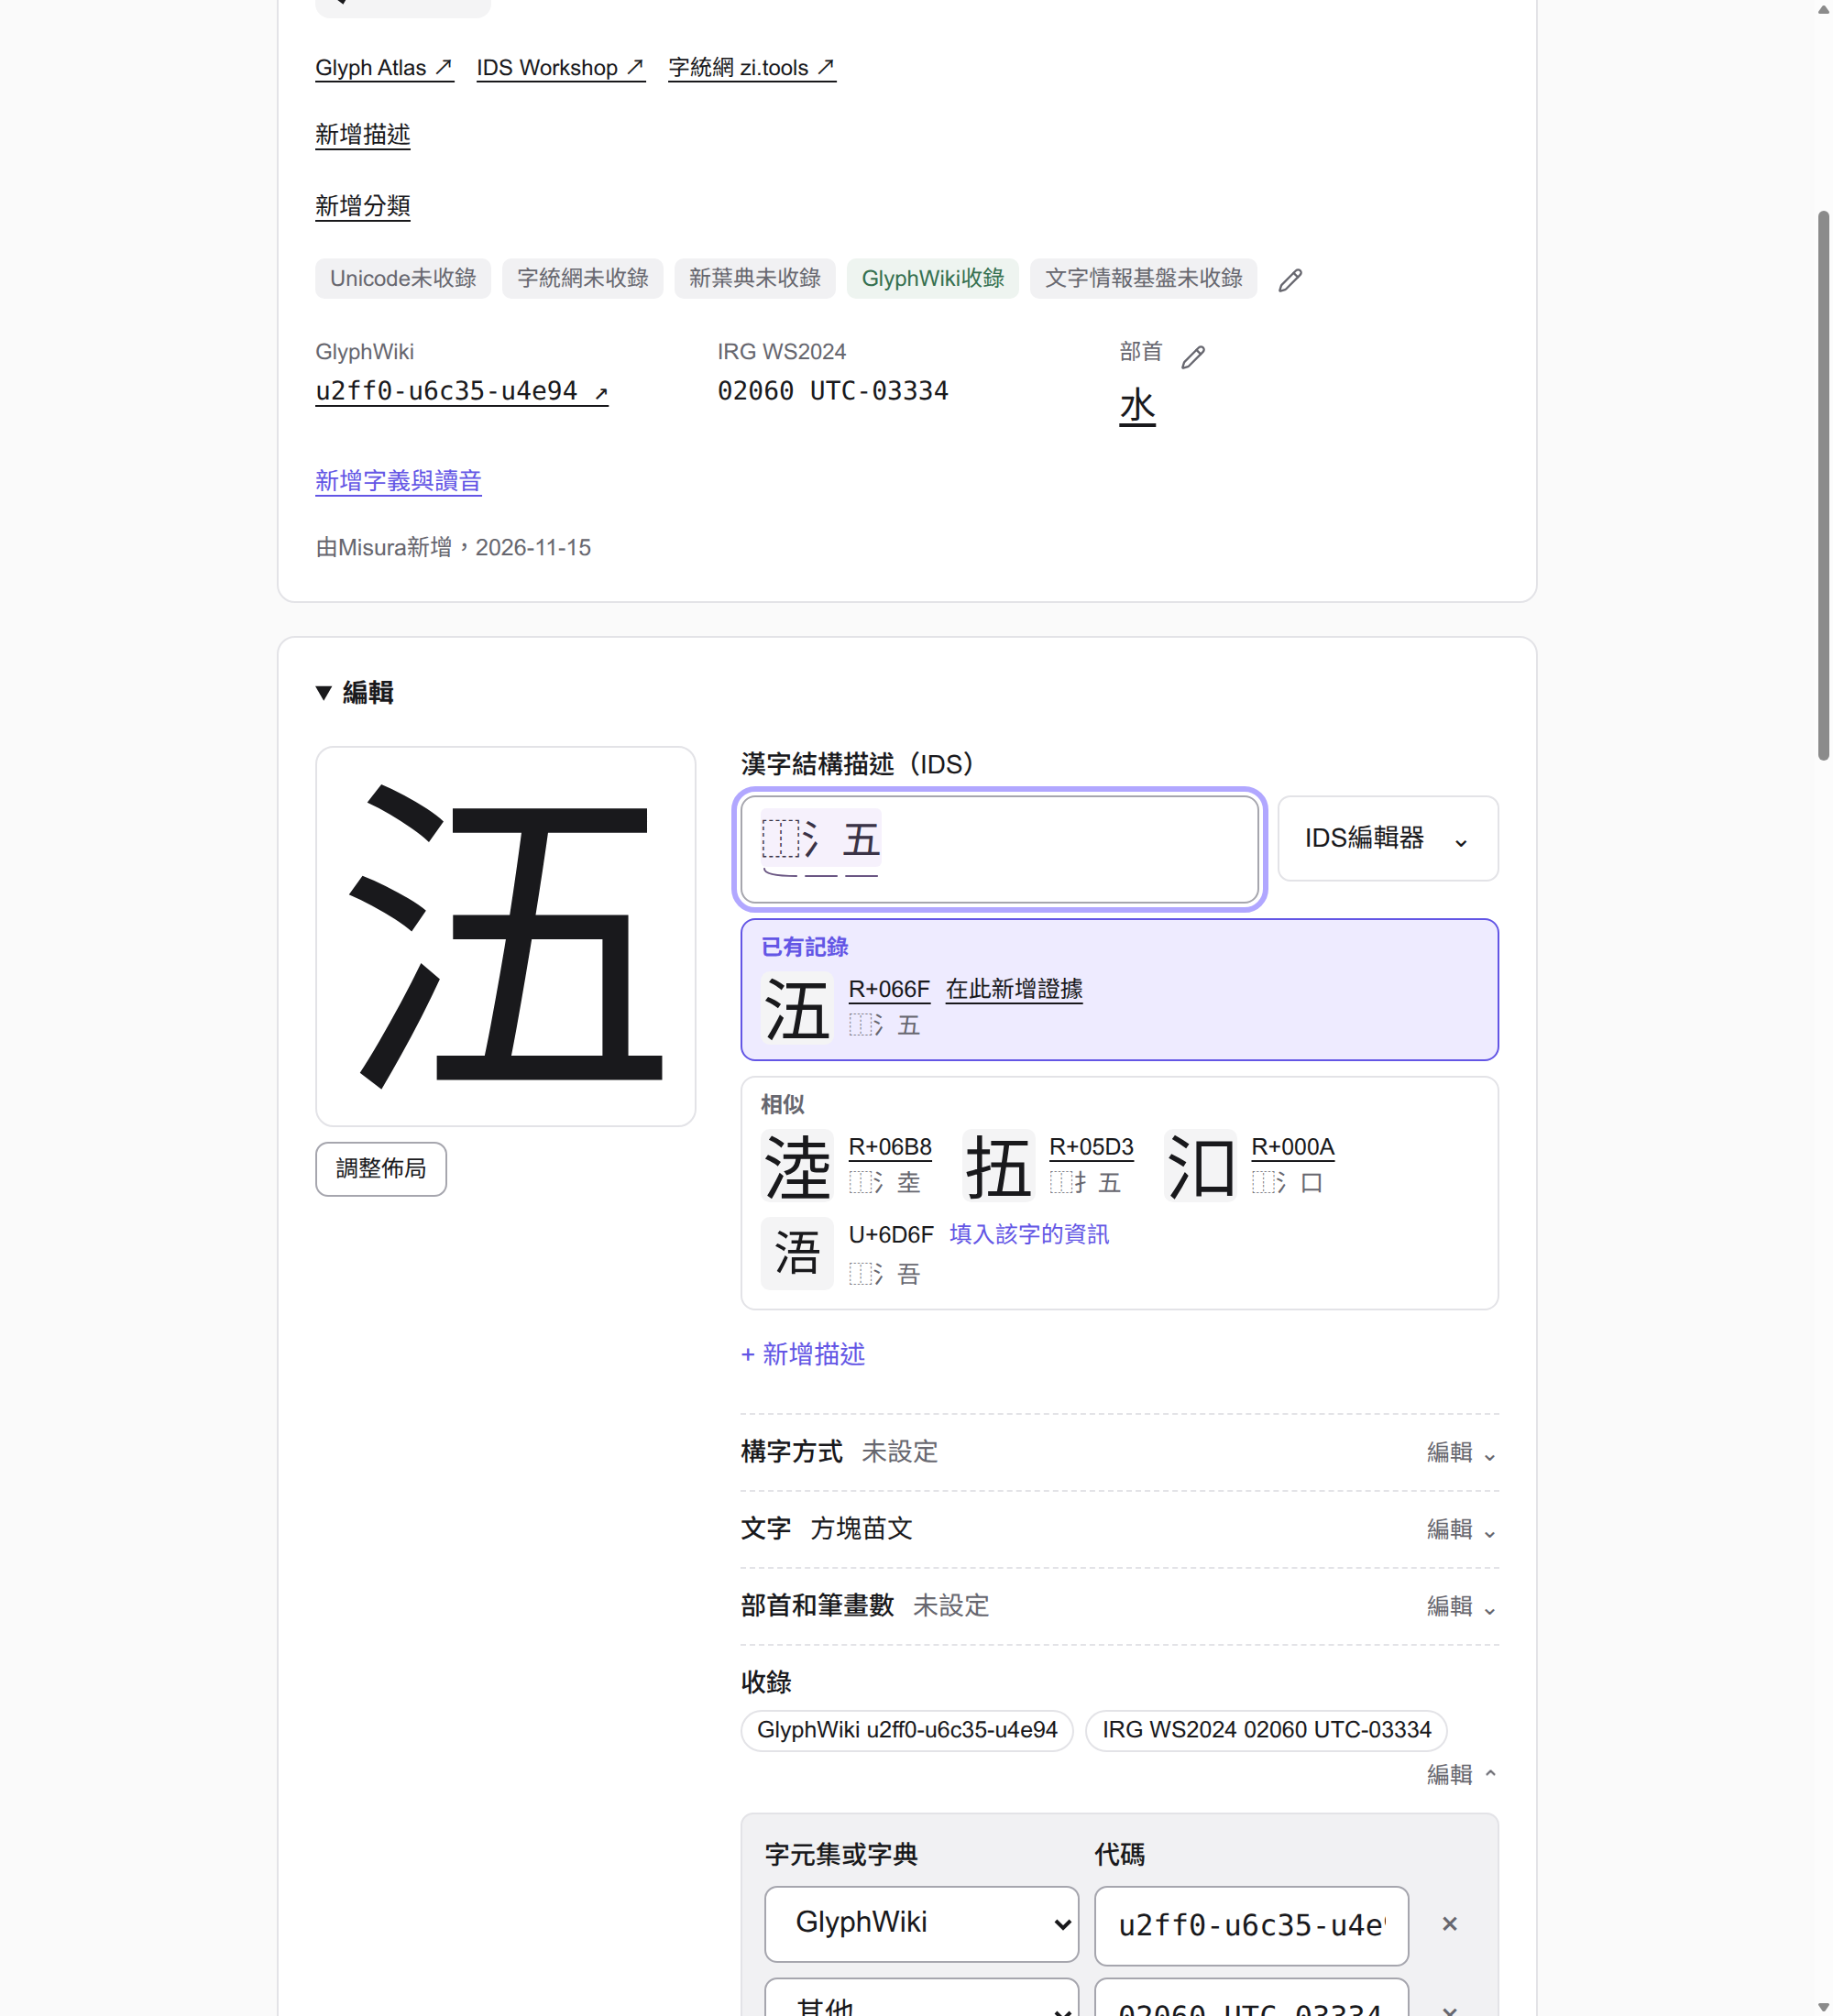 Glyph Atlas ↗ IDS Workshop ↗ 字統網 zi.tools ↗
新增描述
新增分類
Unicode未收錄 字統網未收錄 新葉典未收錄 GlyphWiki收錄 文字情報基盤未收錄
GlyphWiki IRG WS2024 部首
u2ff0-u6c35-u4e94 ↗ 02060 UTC-03334 水
新增字義與讀音
由Misura新增，2026-11-15
▼ 編輯
漢字結構描述（IDS）
⿰氵五 IDS編輯器
已有記錄
⿰氵五 R+066F 在此新增證據
⿰氵五
調整佈局
相似
R+06B8 R+05D3 R+000A
⿰氵坴 ⿰扌五 ⿰氵口
浯 U+6D6F 填入該字的資訊
⿰氵吾
+ 新增描述
構字方式 未設定 編輯
文字 方塊苗文 編輯
部首和筆畫數 未設定 編輯
收錄
GlyphWiki u2ff0-u6c35-u4e94 IRG WS2024 02060 UTC-03334
編輯
字元集或字典 代碼
GlyphWiki u2ff0-u6c35-u4e ×
其他 02060 UTC-03334 ×